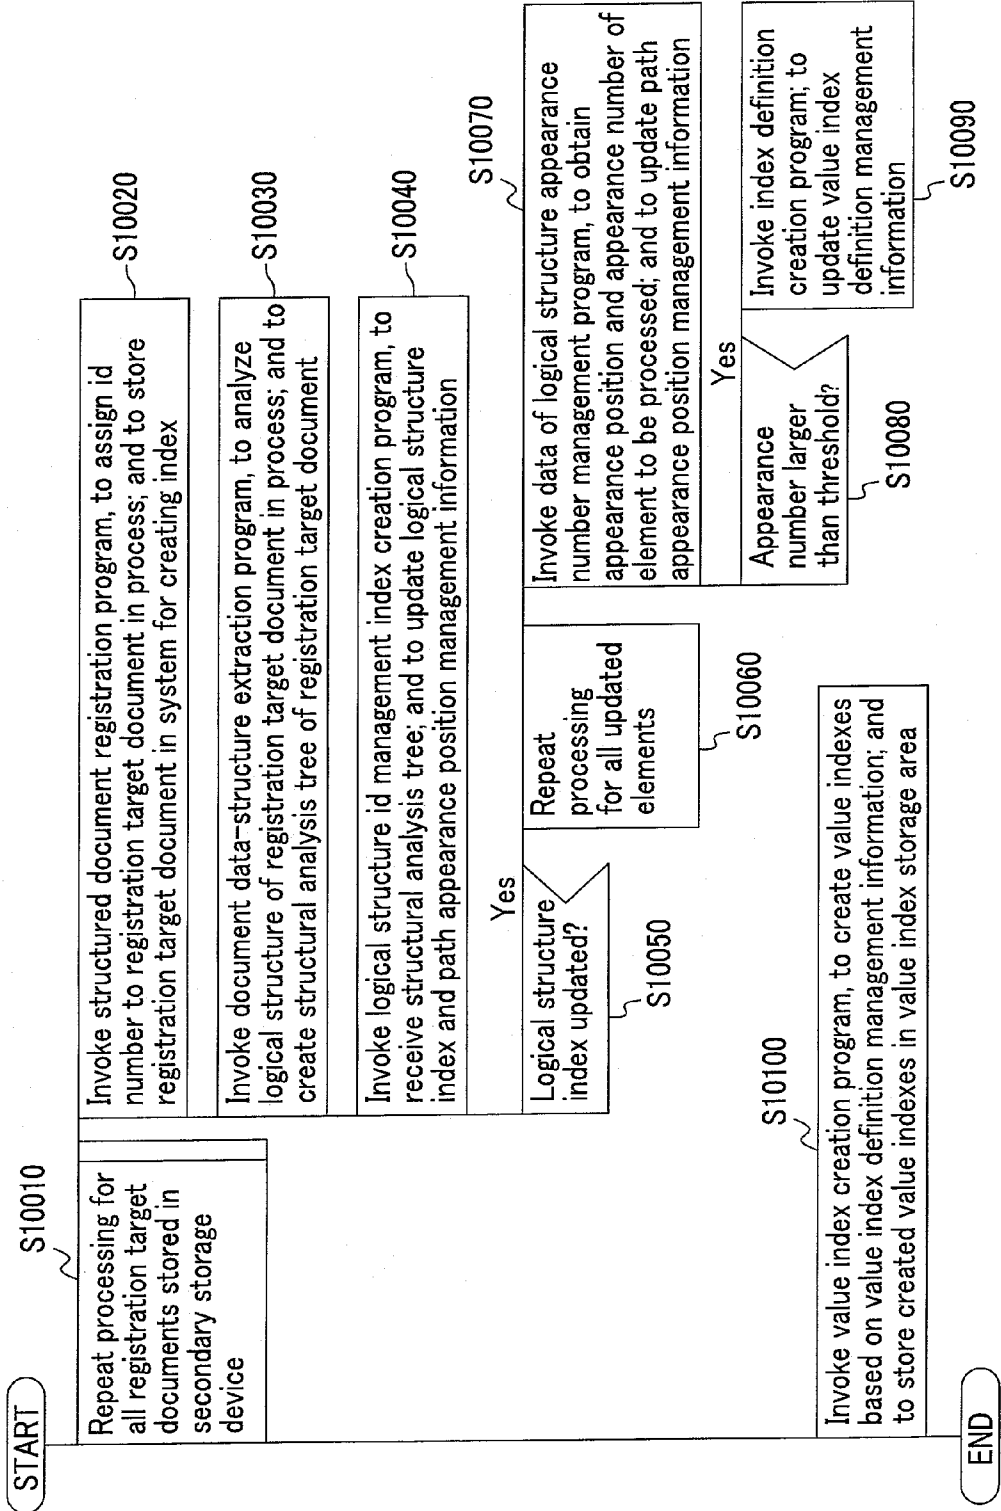 START
S10010
Repeat processing for
all registration target
documents stored in
secondary storage
device
S10020
Invoke structured document registration program, to assign id
number to registration target document in process; and to store
registration target document in system for creating index
S10030
Invoke document data-structure extraction program, to analyze
logical structure of registration target document in process; and to
create structural analysis tree of registration target document
S10040
Invoke logical structure id management index creation program, to
receive structural analysis tree; and to update logical structure
index and path appearance position management information
Yes
Logical structure
index updated?
S10050
Repeat
processing
for all updated
elements
S10060
S10070
Invoke data of logical structure appearance
number management program, to obtain
appearance position and appearance number of
element to be processed; and to update path
appearance position management information
Yes
Appearance
number larger
than threshold?
S10080
Invoke index definition
creation program; to
update value index
definition management
information
S10090
S10100
Invoke value index creation program, to create value indexes
based on value index definition management information; and
to store created value indexes in value index storage area
END